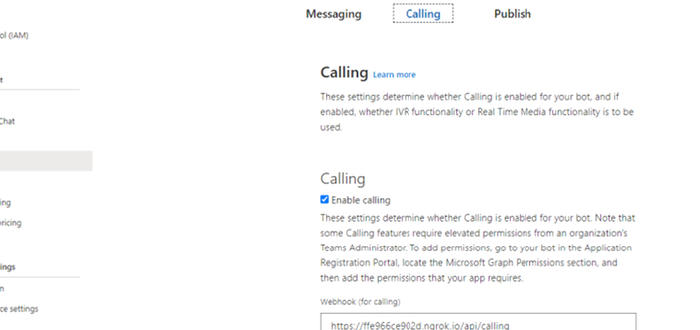 Messaging Calling Publish
ol (IAM)
Calling Learn more
t
These settings determine whether Calling is enabled for your bot, and if
enabled, whether IVR functionality or Real Time Media functionality is to be
used.
Chat
Calling
Enable calling
ing
These settings determine whether Calling is enabled for your bot. Note that
ricing
some Calling features require elevated permissions from an organization's
Teams Administrator. To add permissions, go to your bot in the Application
Registration Portal, locate the Microsoft Graph Permissions section, and
ings
then add the permissions that your app requires.
n
Webhook (for calling)
ce settings
https://ffe966ce902d.ngrok.io/api/calling